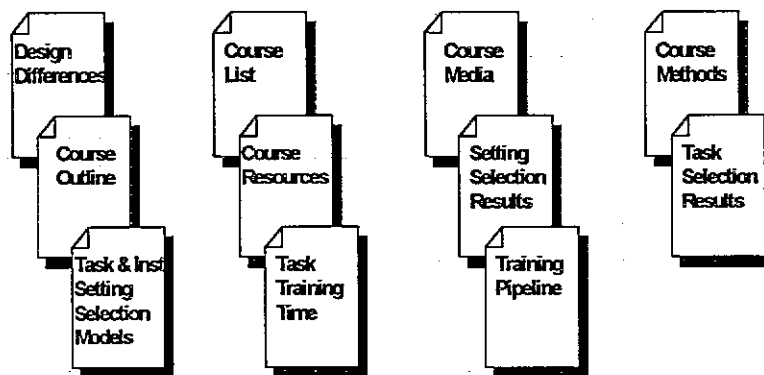 Design
Differences
Course
Outline
Task & Inst
Setting
Selection
Models
Course
List
Course
Resources
Task
Training
Time
Course
Media
Setting
Selection
Results
Training
Pipeline
Course
Methods
Task
Selection
Results